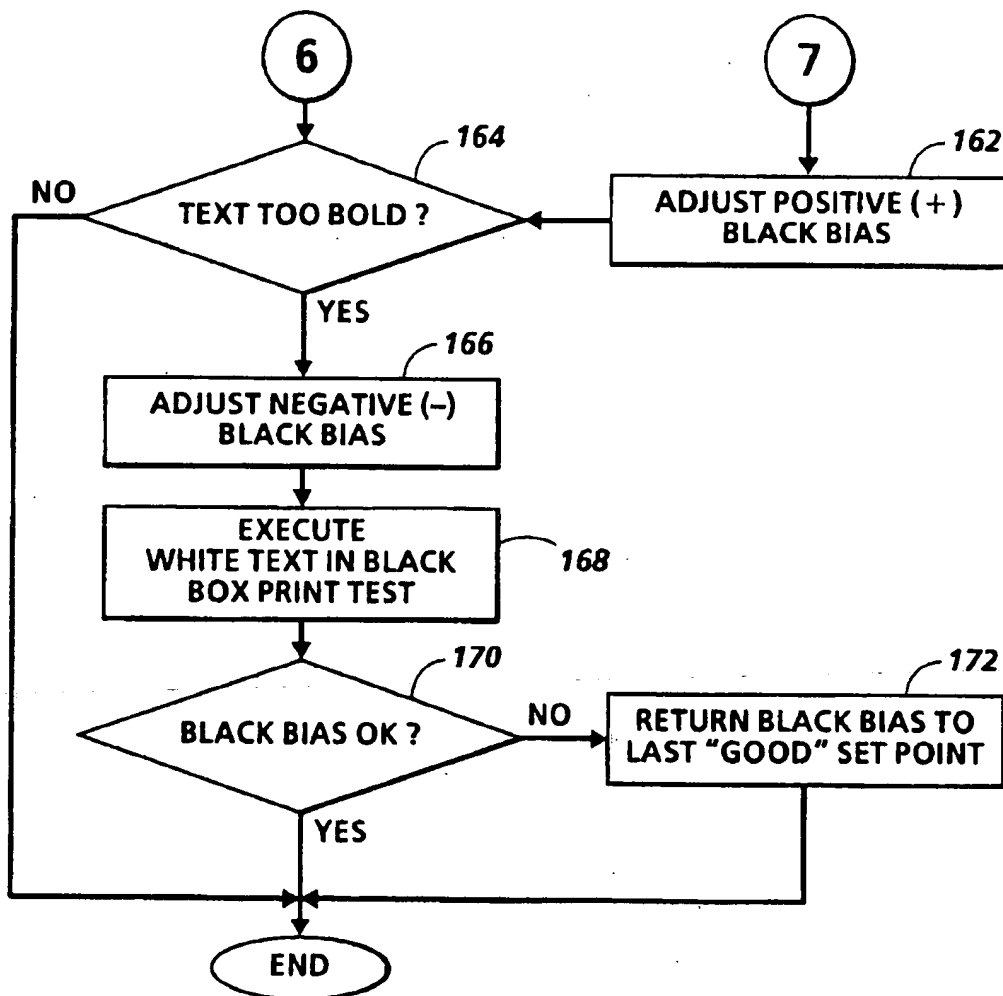 6
7
164
162
NO
TEXT TOO BOLD ?
ADJUST POSITIVE (+)
BLACK BIAS
YES
166
ADJUST NEGATIVE (–)
BLACK BIAS
EXECUTE
WHITE TEXT IN BLACK
BOX PRINT TEST
168
170
172
BLACK BIAS OK ?
NO
RETURN BLACK BIAS TO
LAST "GOOD" SET POINT
YES
END